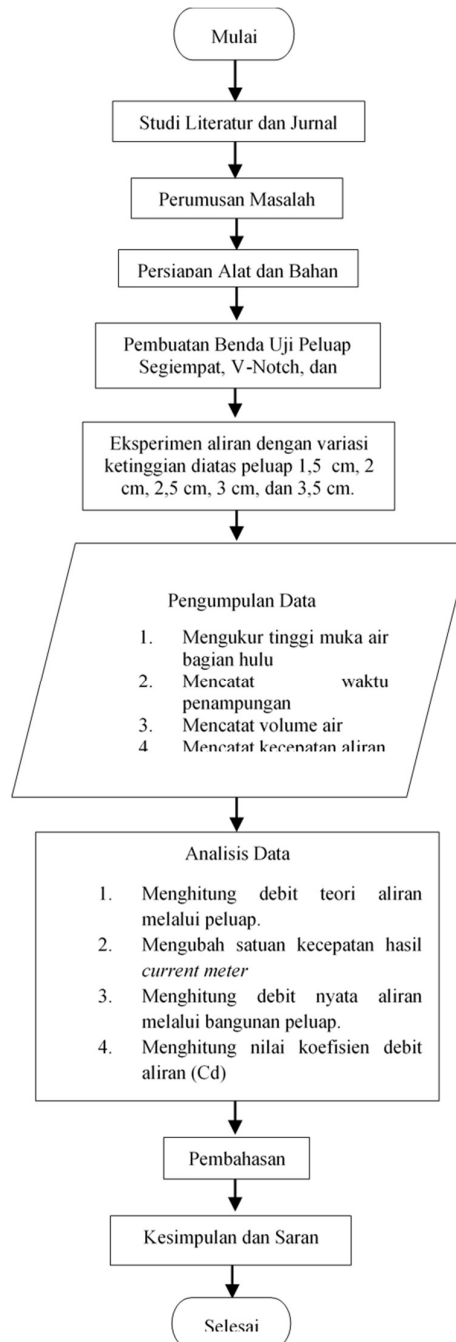 Mulai
Studi Literatur dan Jurnal
Perumusan Masalah
Persiapan Alat dan Bahan
Pembuatan Benda Uji Peluap
Segiempat, V-Notch, dan
Eksperimen aliran dengan variasi
ketinggian diatas peluap 1,5 cm, 2
cm, 2,5 cm, 3 cm, dan 3,5 cm.
Pengumpulan Data
1. Mengukur tinggi muka air
bagian hulu
2. Mencatat waktu
penampungan
3. Mencatat volume air
4 Mencatat kecepatan aliran
Analisis Data
1. Menghitung debit teori aliran
melalui peluap.
2. Mengubah satuan kecepatan hasil
current meter
3. Menghitung debit nyata aliran
melalui bangunan peluap.
4. Menghitung nilai koefisien debit
aliran (Cd)
Pembahasan
Kesimpulan dan Saran
Selesai